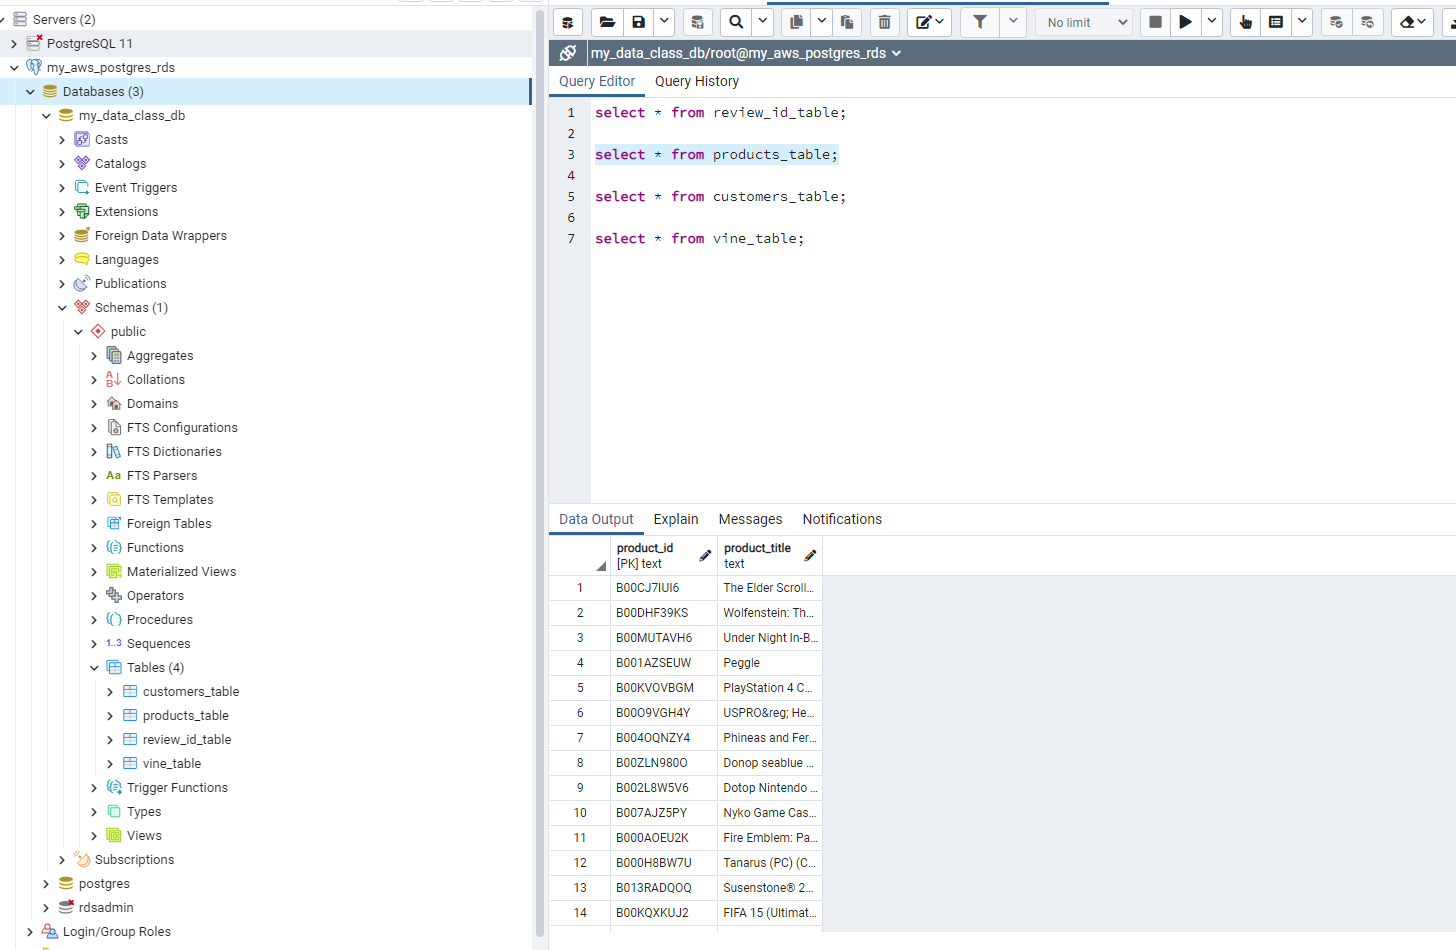 Servers (2)
PostgreSQL 11
my_aws_postgres_rds
Databases (3)
my_data_class_db
Casts
Catalogs
Event Triggers
Extensions
Foreign Data Wrappers
Languages
Publications
Schemas (1)
public
Aggregates
Collations
Domains
FTS Configurations
FTS Dictionaries
Aa FTS Parsers
FTS Templates
Foreign Tables
Functions
Materialized Views
Operators
Procedures
1..3 Sequences
Tables (4)
customers_table
products_table
review_id_table
vine_table
Trigger Functions
Types
Views
Subscriptions
postgres
rdsadmin
Login/Group Roles
No limit
my_data_class_db/root@my_aws_postgres_rds
Query Editor Query History
1 select * from review_id_table;
2
3 select * from products_table;
4
5 select * from customers_table;
6
7 select * from vine_table;
Data Output Explain Messages Notifications
product_id product_title
[PK] text text
1 B00CJ7IUI6 The Elder Scroll...
2 B00DHF39KS Wolfenstein: Th...
3 B00MUTAVH6 Under Night In-B...
4 B001AZSEUW Peggle
5 B00KVOVBGM PlayStation 4 C...
6 B00O9VGH4Y USPRO&reg; He...
7 B004OQNZY4 Phineas and Fer...
8 B00ZLN980O Donop seablue ...
9 B002L8W5V6 Dotop Nintendo ...
10 B007AJZ5PY Nyko Game Cas...
11 B000AOEU2K Fire Emblem: Pa...
12 B000H8BW7U Tanarus (PC) (C...
13 B013RADQOQ Susenstone® 2...
14 B00KQXKUJ2 FIFA 15 (Ultimat...